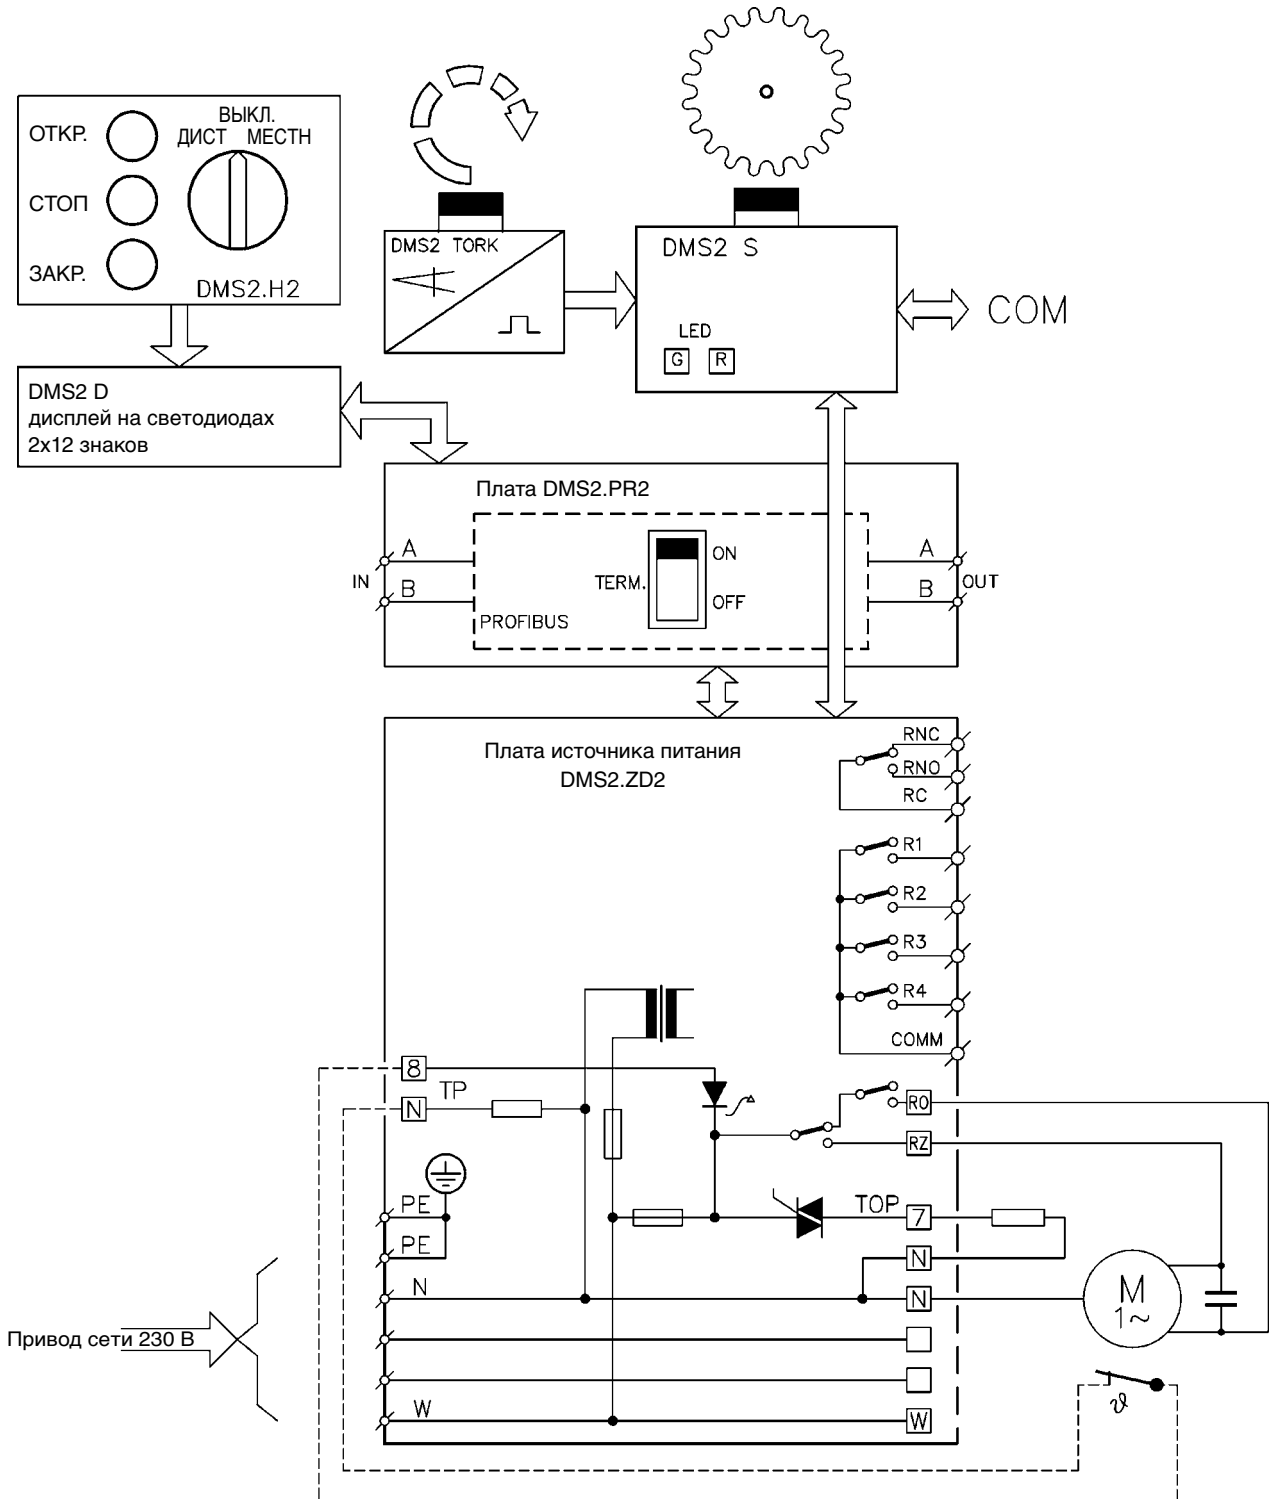 ОТКР.
СТОП
ЗАКР.
ВЫКЛ.
ДИСТ МЕСТН
DMS2.H2
DMS2 D
дисплей на светодиодах
2x12 знаков
DMS2 TORK
DMS2 S
LED
G R
COM
Плата DMS2.PR2
IN
A
B
PROFIBUS
TERM.
ON
OFF
A
B
OUT
Плата источника питания
DMS2.ZD2
RNC
RNO
RC
R1
R2
R3
R4
COMM
8
TP
N
RO
RZ
PE
PE
TOP
7
N
N
N
M
1~
Привод сети 230 В
W
W
ϑ